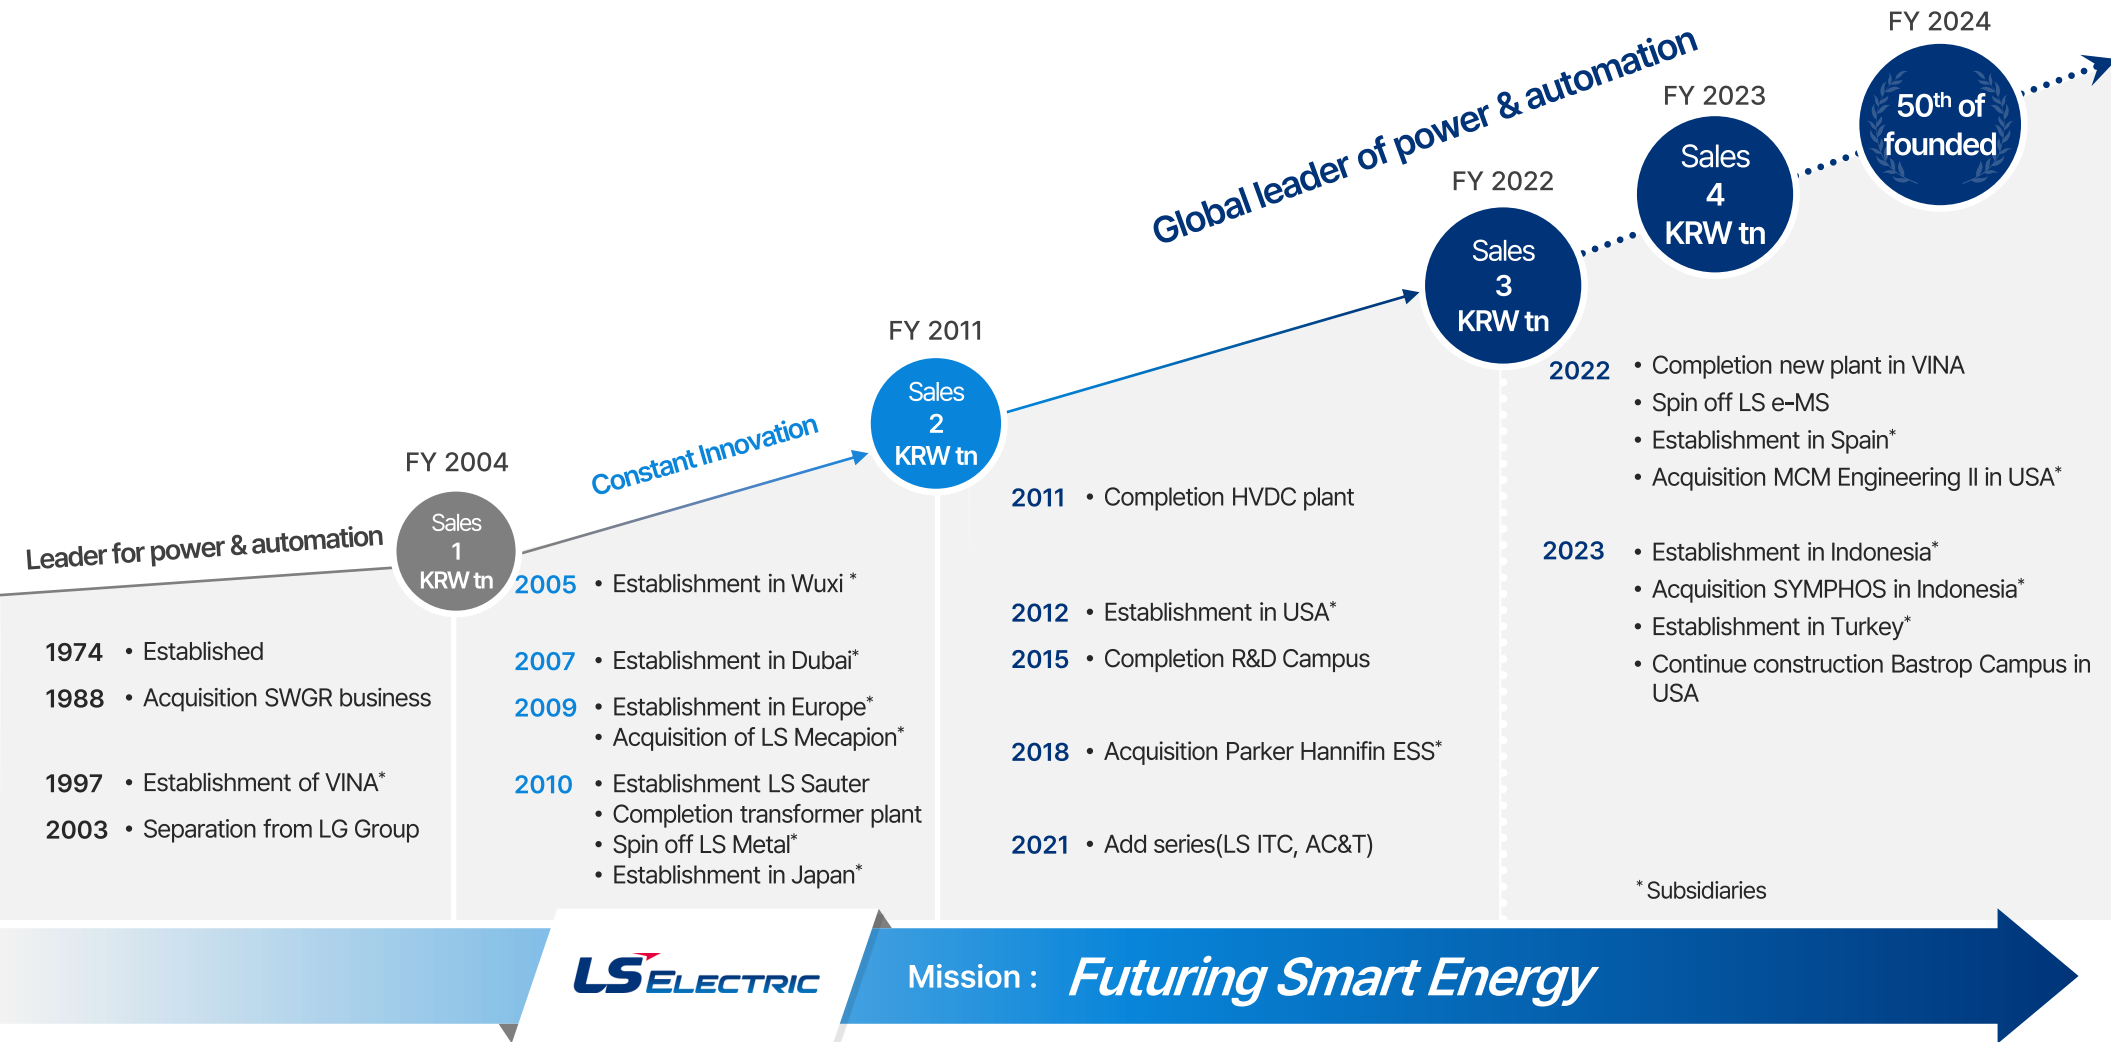 FY 2024
50th of
founded
Global leader of power & automation
FY 2023
Sales
4
KRW tn
FY 2022
Sales
3
KRW tn
FY 2011
Sales
2
KRW tn
Constant Innovation
FY 2004
Sales
1
KRW tn
Leader for power & automation
1974 • Established
1988 • Acquisition SWGR business
1997 • Establishment of VINA*
2003 • Separation from LG Group
2005 • Establishment in Wuxi *
2007 • Establishment in Dubai*
2009 • Establishment in Europe*
• Acquisition of LS Mecapion*
2010 • Establishment LS Sauter
• Completion transformer plant
• Spin off LS Metal*
• Establishment in Japan*
2011 • Completion HVDC plant
2012 • Establishment in USA*
2015 • Completion R&D Campus
2018 • Acquisition Parker Hannifin ESS*
2021 • Add series(LS ITC, AC&T)
2022 • Completion new plant in VINA
• Spin off LS e-MS
• Establishment in Spain*
• Acquisition MCM Engineering II in USA*
2023 • Establishment in Indonesia*
• Acquisition SYMPHOS in Indonesia*
• Establishment in Turkey*
• Continue construction Bastrop Campus in
USA
* Subsidiaries
LS ELECTRIC
Mission : Futuring Smart Energy